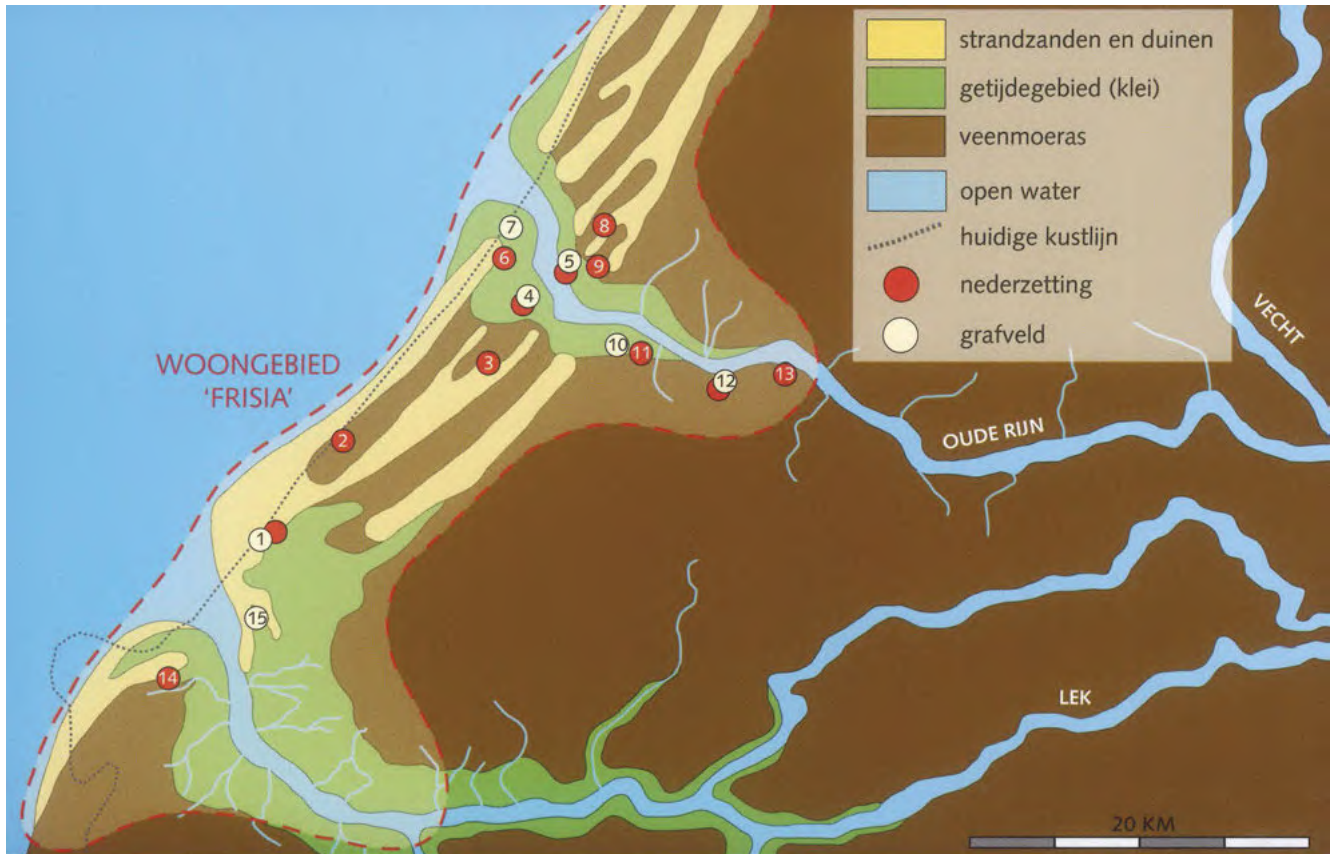 strandzanden en duinen
getijdegebied (klei)
veenmoeras
open water
huidige kustlijn
nederzetting
grafveld
7
8
6
5
9
4
10
11
3
12
13
WOONGEBIED
'FRISIA'
VECHT
OUDE RIJN
2
1
15
14
LEK
20 KM